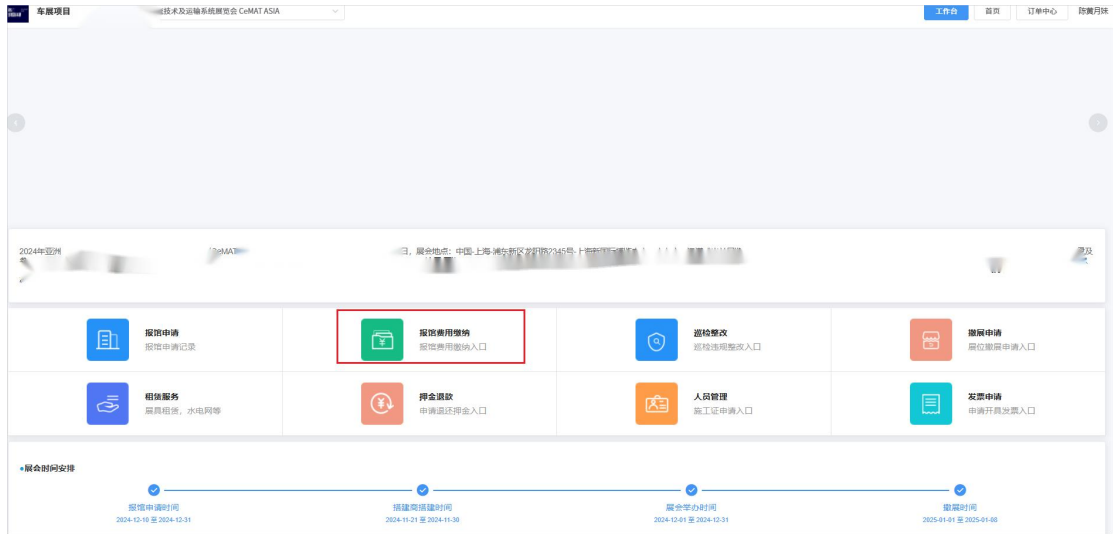 车展项目
技术及运输系统展览会 CeMAT ASIA
工作台 首页 订单中心 陈黄月妹
2024年亚洲
日，展会地点：中国-上海-浦东新区龙阳路2345号-上海新国际博览
及
报馆申请
报馆申请记录
报馆费用缴纳
报馆费用缴纳入口
巡检整改
巡检违规整改入口
撤展申请
展位撤展申请入口
租赁服务
展具租赁，水电网等
押金退款
申请退还押金入口
人员管理
施工证申请入口
发票申请
申请开具发票入口
展会时间安排
报馆申请时间
2024-12-10 至 2024-12-31
搭建商搭建时间
2024-11-21 至 2024-11-30
展会举办时间
2024-12-01 至 2024-12-31
撤展时间
2025-01-01 至 2025-01-08